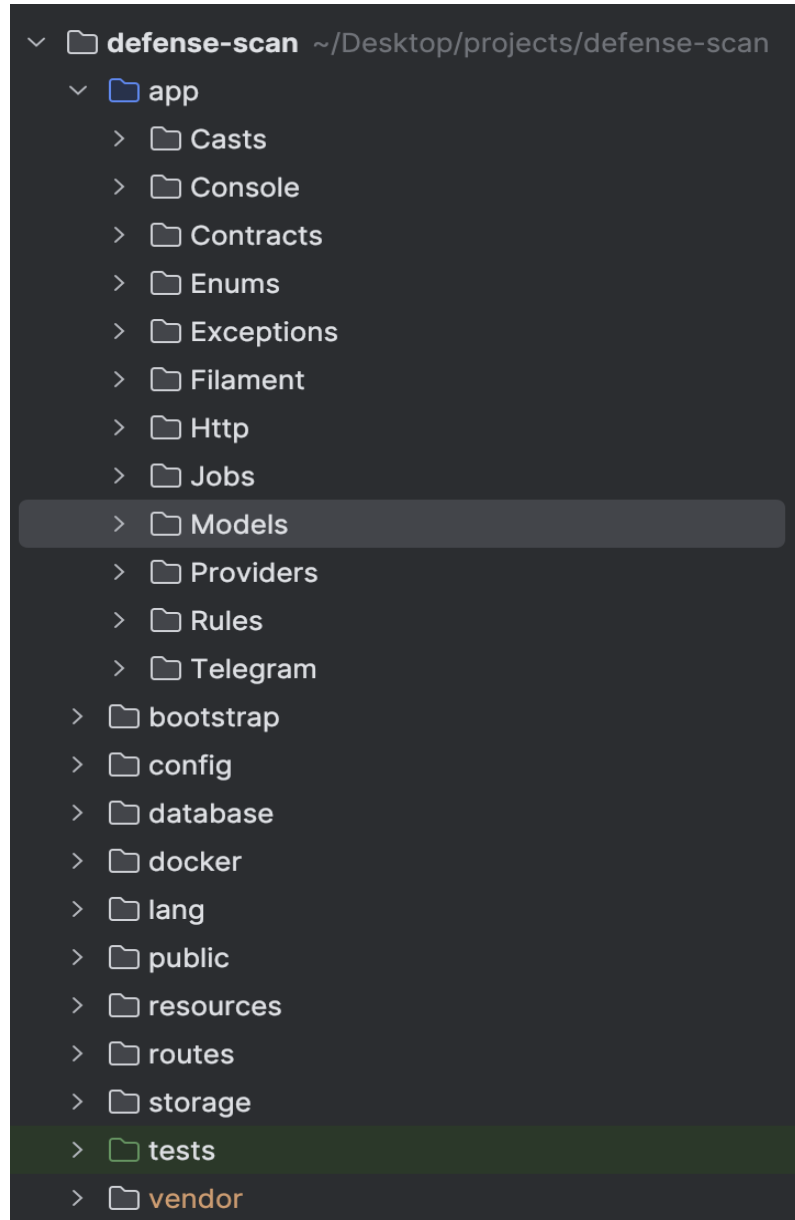 defense-scan ~/Desktop/projects/defense-scan
app
Casts
Console
Contracts
Enums
Exceptions
Filament
Http
Jobs
Models
Providers
Rules
Telegram
bootstrap
config
database
docker
lang
public
resources
routes
storage
tests
vendor